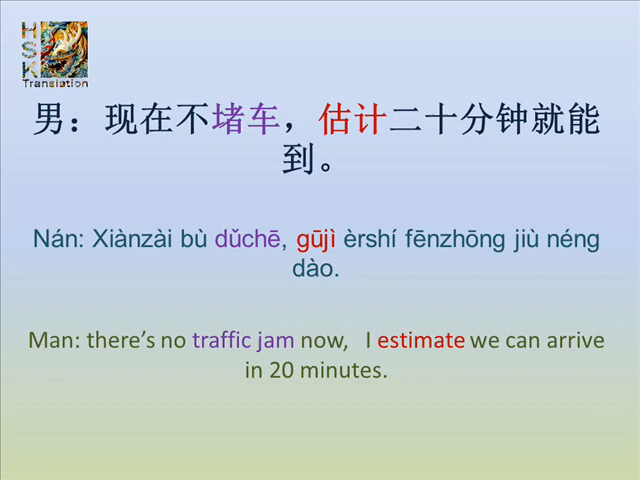 HSK
Translation
男：现在不堵车，估计二十分钟就能
到。
Nán: Xiànzài bù dǔchē, gūjì èrshí fēnzhōng jiù néng
dào.
Man: there’s no traffic jam now, I estimate we can arrive
in 20 minutes.